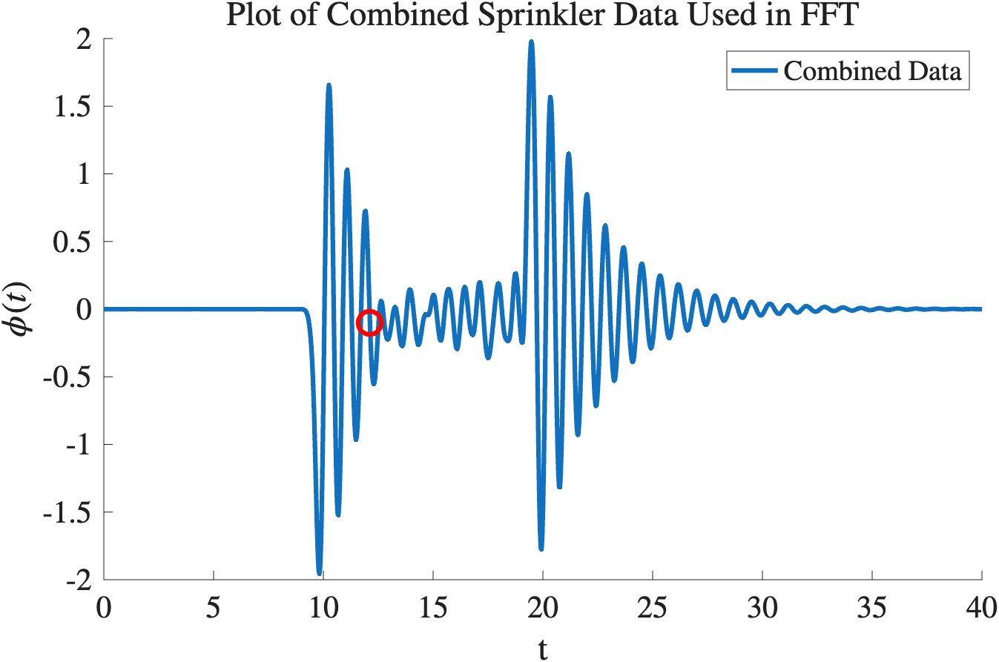 Plot of Combined Sprinkler Data Used in FFT
Combined Data
2
1.5
1
0.5
0
-0.5
-1
-1.5
-2
ϕ(t)
0 5 10 15 20 25 30 35 40
t